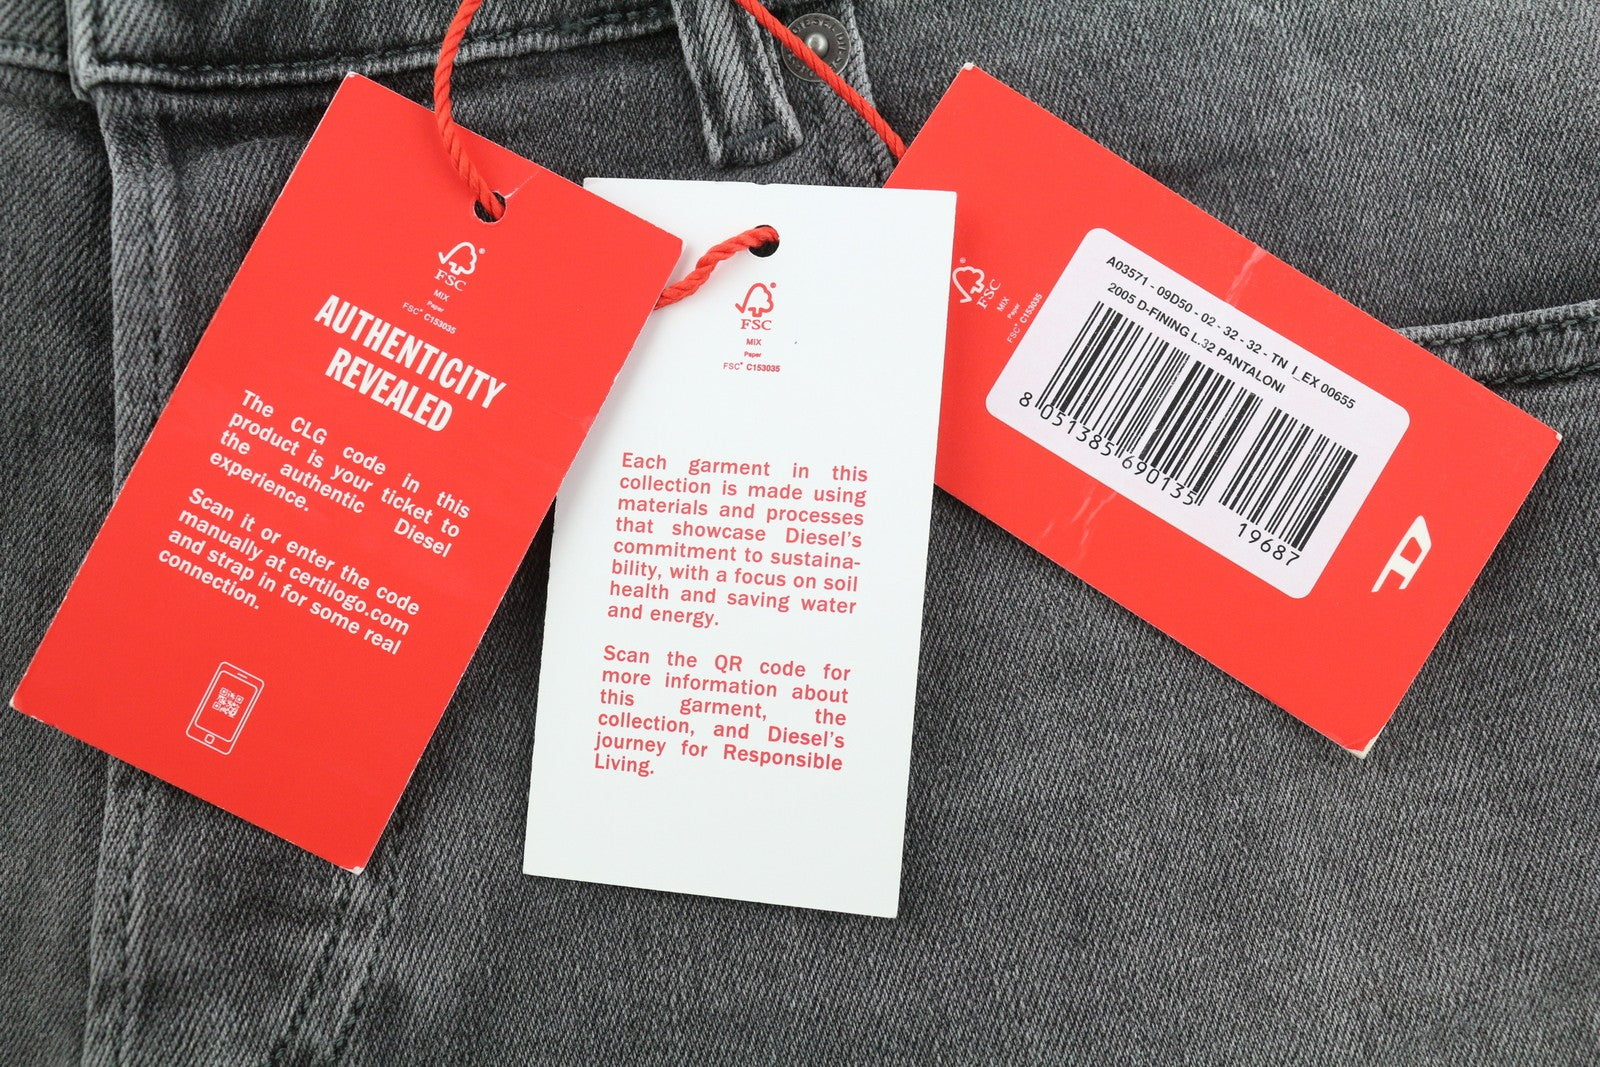 FSC
MIX
Paper
FSC® C153035
AUTHENTICITY
REVEALED
The CLG code in this
product is your ticket to
the authentic Diesel
experience.
Scan it or enter the code
manually at certilogo.com
and strap in for some real
connection.
FSC
MIX
Paper
FSC® C153035
Each garment in this
collection is made using
materials and processes
that showcase Diesel's
commitment to sustaina-
bility, with a focus on soil
health and saving water
and energy.
Scan the QR code for
more information about
this garment, the
collection, and Diesel's
journey for Responsible
Living.
FSC
MIX
Paper
FSC® C153035
A03571 - 09D50 - 02 - 32 - 32 - TN I_EX 00655
2005 D-FINING L.32 PANTALONI
8 051385 690135
19687
D